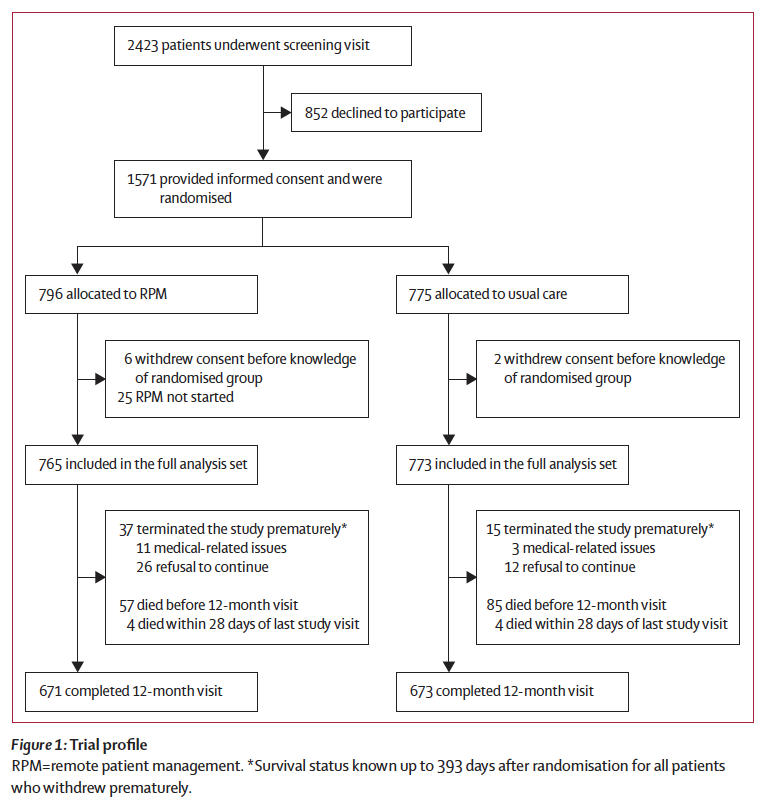 2423 patients underwent screening visit
852 declined to participate
1571 provided informed consent and were
randomised
796 allocated to RPM
775 allocated to usual care
6 withdrew consent before knowledge
of randomised group
25 RPM not started
2 withdrew consent before knowledge
of randomised group
765 included in the full analysis set
773 included in the full analysis set
37 terminated the study prematurely*
11 medical-related issues
26 refusal to continue
57 died before 12-month visit
4 died within 28 days of last study visit
15 terminated the study prematurely*
3 medical-related issues
12 refusal to continue
85 died before 12-month visit
4 died within 28 days of last study visit
671 completed 12-month visit
673 completed 12-month visit
Figure 1: Trial profile
RPM=remote patient management. *Survival status known up to 393 days after randomisation for all patients
who withdrew prematurely.